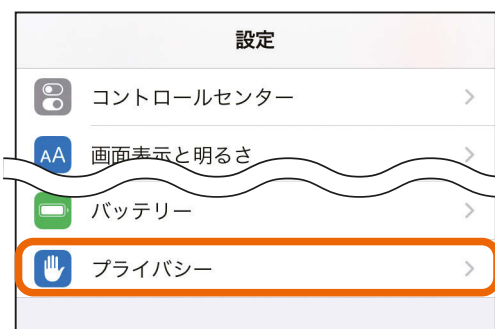 設定
コントロールセンター
AA 画面表示と明るさ
バッテリー
プライバシー